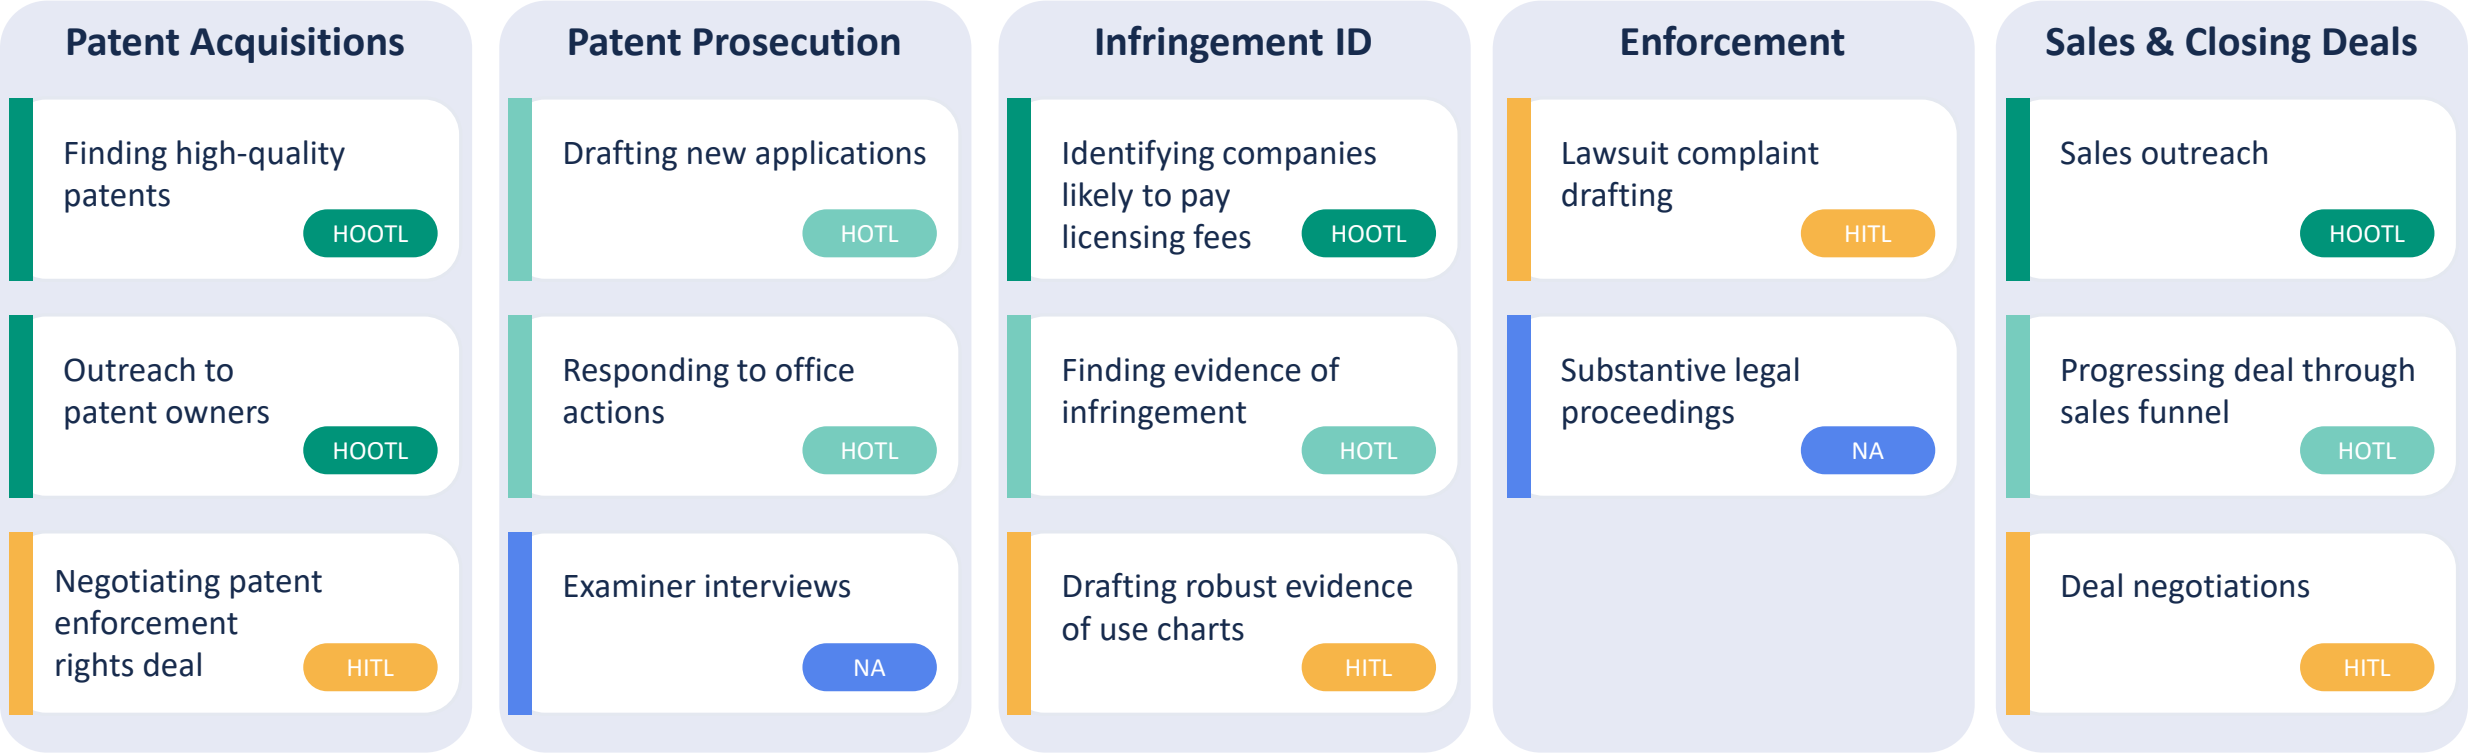 Patent Acquisitions
Finding high-quality
patents
HOOTL
Outreach to
patent owners
HOOTL
Negotiating patent
enforcement
rights deal
HITL
Patent Prosecution
Drafting new applications
HOTL
Responding to office
actions
HOTL
Examiner interviews
NA
Infringement ID
Identifying companies
likely to pay
licensing fees
HOOTL
Finding evidence of
infringement
HOTL
Drafting robust evidence
of use charts
HITL
Enforcement
Lawsuit complaint
drafting
HITL
Substantive legal
proceedings
NA
Sales & Closing Deals
Sales outreach
HOOTL
Progressing deal through
sales funnel
HOTL
Deal negotiations
HITL